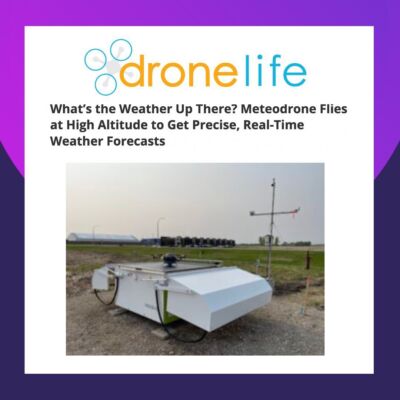 dronelife
What's the Weather Up There? Meteodrone Flies
at High Altitude to Get Precise, Real-Time
Weather Forecasts